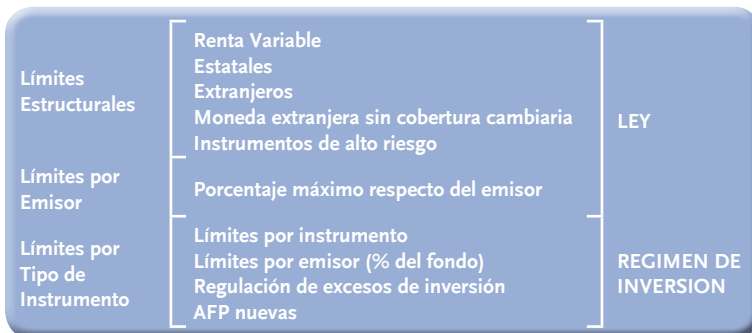 Límites
Estructurales
Renta Variable
Estatales
Extranjeros
Moneda extranjera sin cobertura cambiaria
Instrumentos de alto riesgo
LEY
Límites por
Emisor
Porcentaje máximo respecto del emisor
Límites por
Tipo de
Instrumento
Límites por instrumento
Límites por emisor (% del fondo)
Regulación de excesos de inversión
AFP nuevas
REGIMEN DE
INVERSION